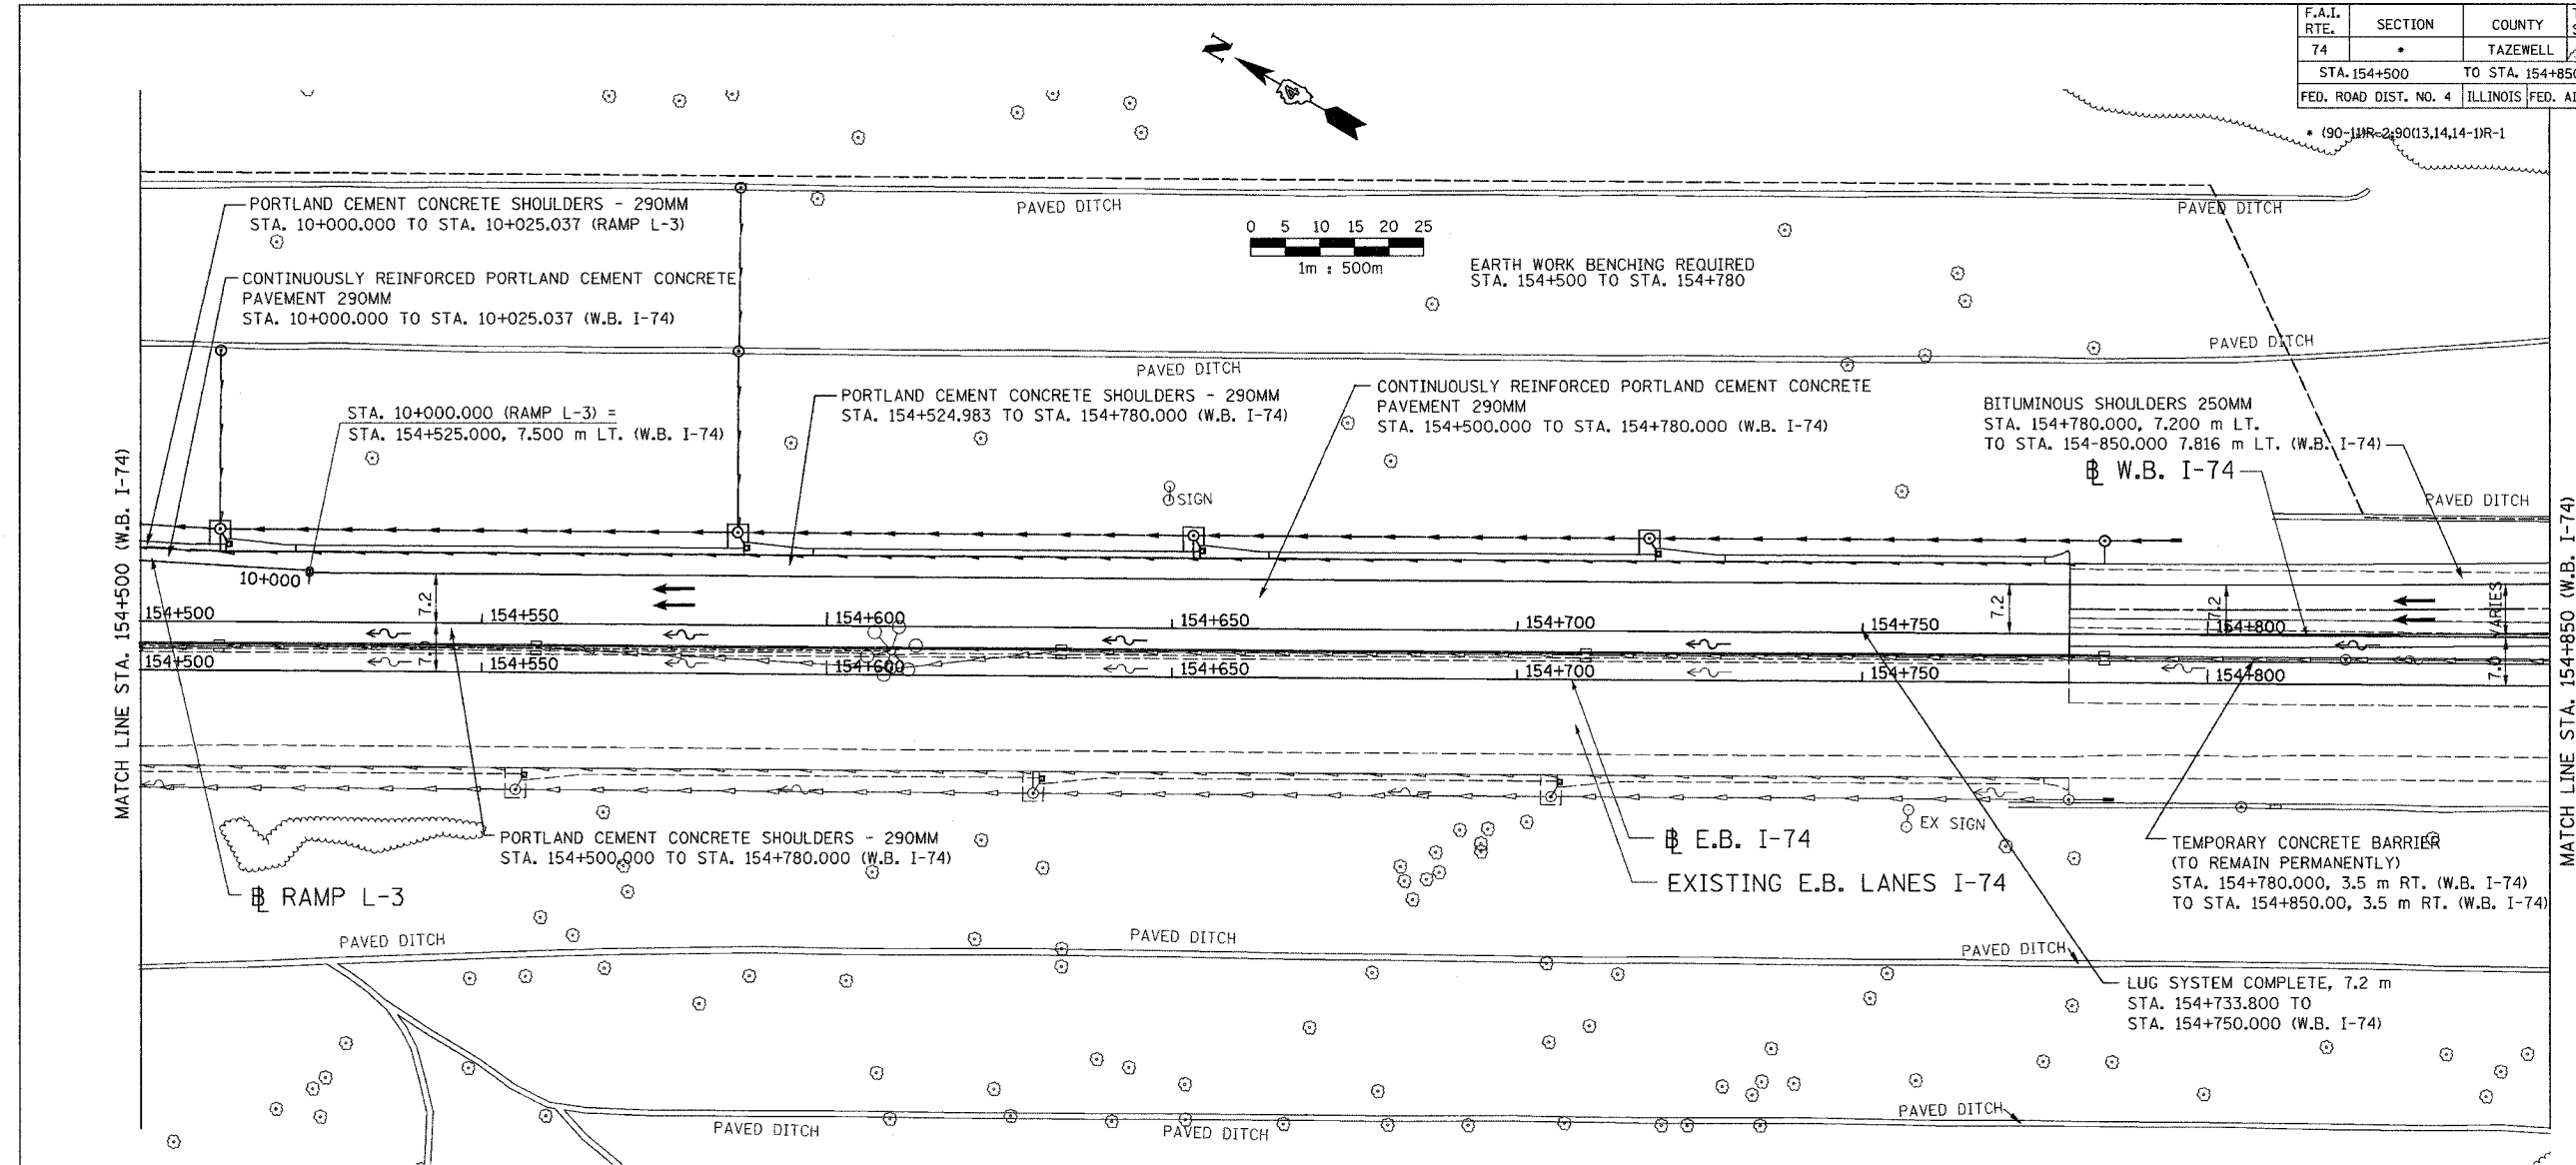 F.A.I. RTE. SECTION COUNTY
74 * TAZEWELL
STA. 154+500 TO STA. 154+850
FED. ROAD DIST. NO. 4 ILLINOIS FED. AI
* (90-11)R-2;90(13,14,14-1)R-1
N
4
PAVED DITCH
PAVED DITCH
PORTLAND CEMENT CONCRETE SHOULDERS - 290MM
STA. 10+000.000 TO STA. 10+025.037 (RAMP L-3)
0 5 10 15 20 25
1m : 500m
EARTH WORK BENCHING REQUIRED
STA. 154+500 TO STA. 154+780
CONTINUOUSLY REINFORCED PORTLAND CEMENT CONCRETE
PAVEMENT 290MM
STA. 10+000.000 TO STA. 10+025.037 (W.B. I-74)
PAVED DITCH
PAVED DITCH
STA. 10+000.000 (RAMP L-3) =
STA. 154+525.000, 7.500 m LT. (W.B. I-74)
PORTLAND CEMENT CONCRETE SHOULDERS - 290MM
STA. 154+524.983 TO STA. 154+780.000 (W.B. I-74)
CONTINUOUSLY REINFORCED PORTLAND CEMENT CONCRETE
PAVEMENT 290MM
STA. 154+500.000 TO STA. 154+780.000 (W.B. I-74)
BITUMINOUS SHOULDERS 250MM
STA. 154+780.000, 7.200 m LT.
TO STA. 154-850.000 7.816 m LT. (W.B. I-74)
BL W.B. I-74
SIGN
PAVED DITCH
MATCH LINE STA. 154+500 (W.B. I-74)
MATCH LINE STA. 154+850 (W.B. I-74)
10+000
7.2
7.2
7.2
VARIES
154+500 154+550 154+600 154+650 154+700 154+750 154+800
7.0
154+500 154+550 154+600 154+650 154+700 154+750 154+800
EX SIGN
PORTLAND CEMENT CONCRETE SHOULDERS - 290MM
STA. 154+500.000 TO STA. 154+780.000 (W.B. I-74)
BL RAMP L-3
BL E.B. I-74
EXISTING E.B. LANES I-74
TEMPORARY CONCRETE BARRIER
(TO REMAIN PERMANENTLY)
STA. 154+780.000, 3.5 m RT. (W.B. I-74)
TO STA. 154+850.00, 3.5 m RT. (W.B. I-74)
PAVED DITCH
PAVED DITCH
PAVED DITCH
LUG SYSTEM COMPLETE, 7.2 m
STA. 154+733.800 TO
STA. 154+750.000 (W.B. I-74)
PAVED DITCH
PAVED DITCH
PAVED DITCH